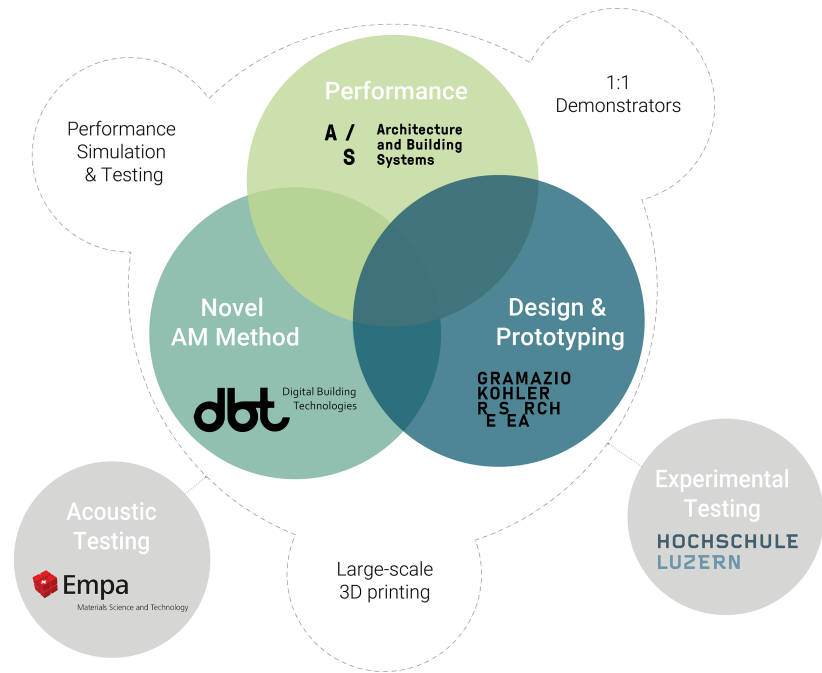 Performance
A / Architecture
and Building
S Systems
1:1
Demonstrators
Performance
Simulation
& Testing
Novel
AM Method
dbt Digital Building
Technologies
Design &
Prototyping
GRAMAZIO
KOHLER
R S RCH
E EA
Acoustic
Testing
Empa
Materials Science and Technology
Large-scale
3D printing
Experimental
Testing
HOCHSCHULE
LUZERN